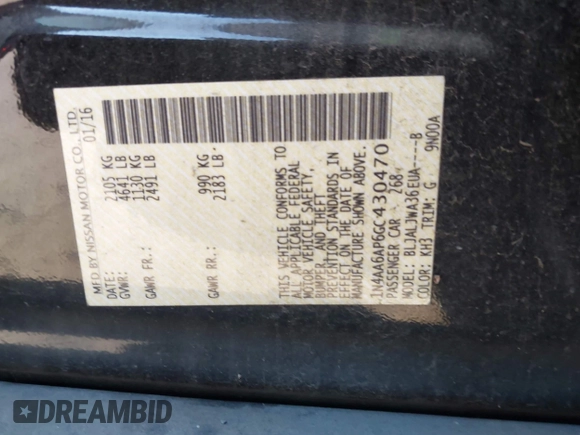 MFD BY NISSAN MOTOR CO., LTD.
DATE: 01/16
GVWR: 2105 KG
4641 LB
GAWR FR.: 1130 KG
2491 LB
GAWR RR.: 990 KG
2183 LB
THIS VEHICLE CONFORMS TO
ALL APPLICABLE FEDERAL
MOTOR VEHICLE SAFETY,
BUMPER, AND THEFT
PREVENTION STANDARDS IN
EFFECT ON THE DATE OF
MANUFACTURE SHOWN ABOVE.
1N4AA6AP6GC430470
PASSENGER CAR 268
MODEL: BLJALJWA36EUA----B
COLOR: KH3 TRIM: G 9N00A
DREAMBID